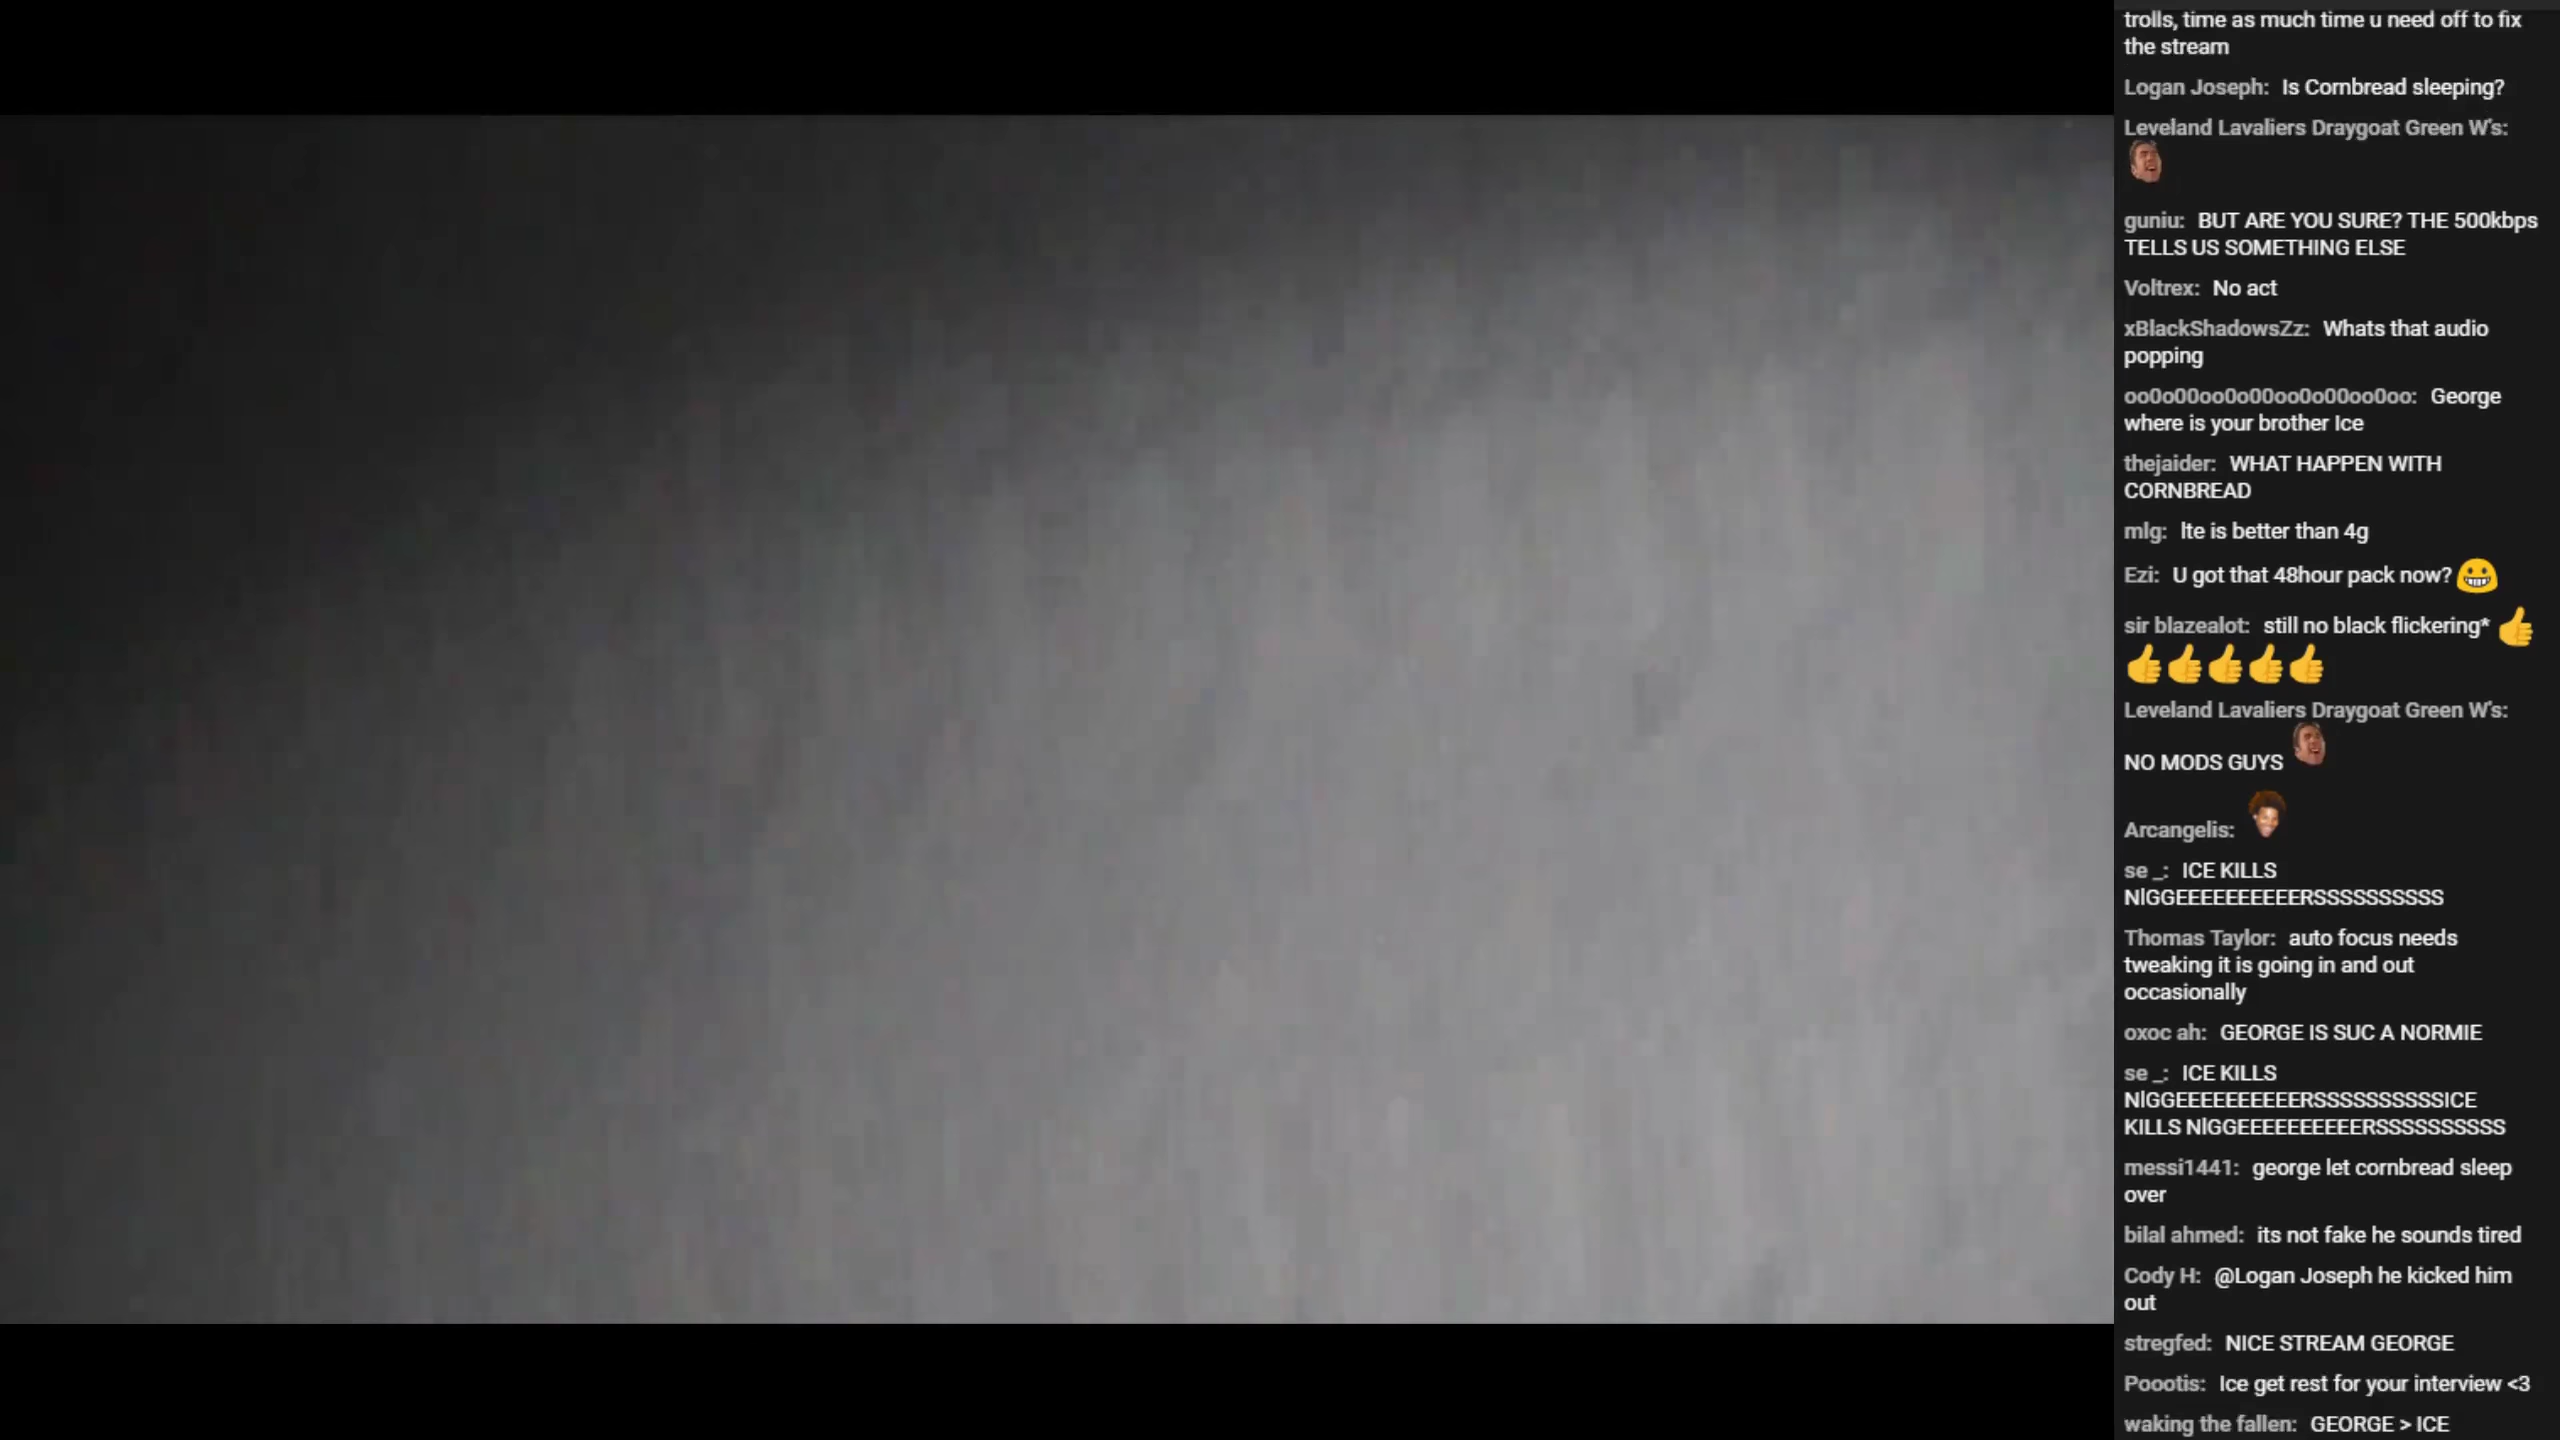 trolls, time as much time u need off to fix
the stream
Logan Joseph: Is Cornbread sleeping?
Leveland Lavaliers Draygoat Green W's:
guniu: BUT ARE YOU SURE? THE 500kbps
TELLS US SOMETHING ELSE
Voltrex: No act
xBlackShadowsZz: Whats that audio
popping
oo0o00oo0o00oo0o00oo0oo: George
where is your brother Ice
thejaider: WHAT HAPPEN WITH
CORNBREAD
mlg: lte is better than 4g
Ezi: U got that 48hour pack now? 😀
sir blazealot: still no black flickering* 👍
👍👍👍👍👍
Leveland Lavaliers Draygoat Green W's:
NO MODS GUYS
Arcangelis:
se _: ICE KILLS
NlGGEEEEEEEEEERSSSSSSSSSS
Thomas Taylor: auto focus needs
tweaking it is going in and out
occasionally
oxoc ah: GEORGE IS SUC A NORMIE
se _: ICE KILLS
NlGGEEEEEEEEEERSSSSSSSSSSICE
KILLS NlGGEEEEEEEEEERSSSSSSSSSS
messi1441: george let cornbread sleep
over
bilal ahmed: its not fake he sounds tired
Cody H: @Logan Joseph he kicked him
out
stregfed: NICE STREAM GEORGE
Poootis: Ice get rest for your interview <3
waking the fallen: GEORGE > ICE